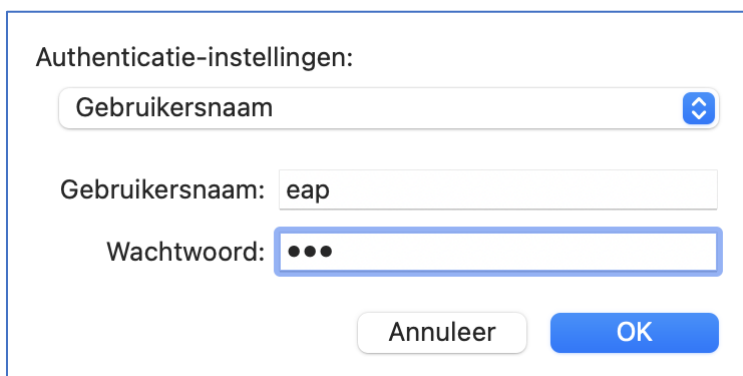 Authenticatie-instellingen:
Gebruikersnaam
Gebruikersnaam: eap
Wachtwoord: •••
Annuleer OK